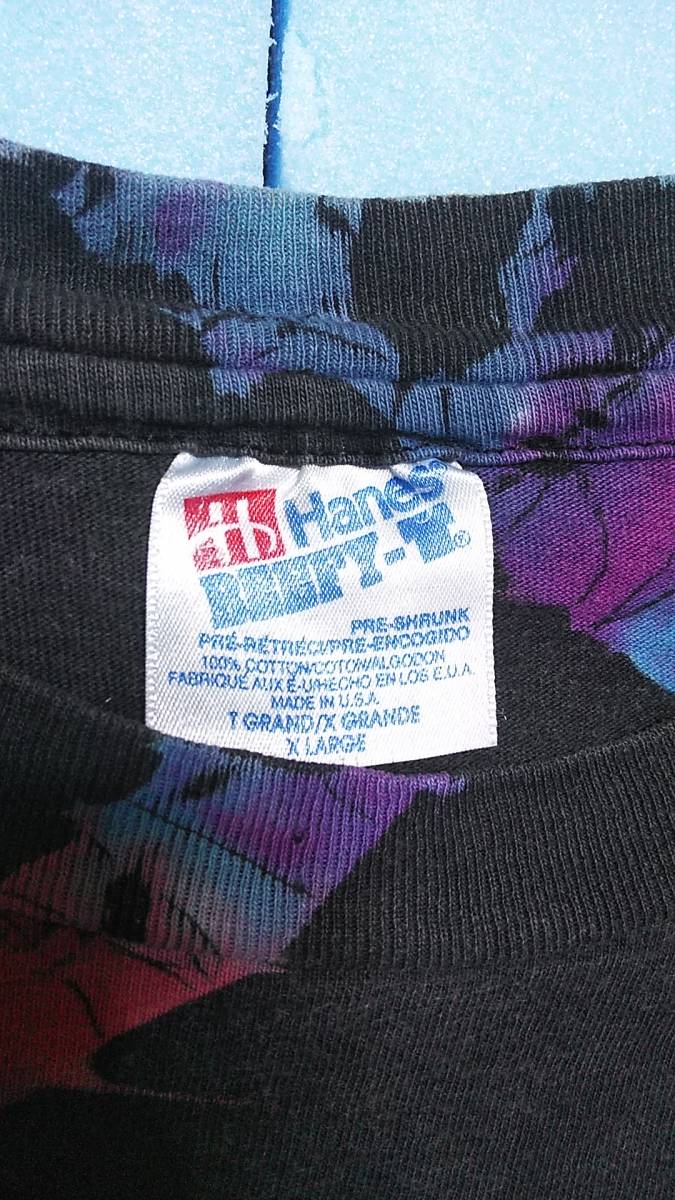 Hanes
BEEFY-T®
PRE-SHRUNK
PRÉ-RÉTRÉCI/PRE-ENCOGIDO
100% COTTON/COTON/ALGODON
FABRIQUÉ AUX É-U/HECHO EN LOS E.U.A.
MADE IN U.S.A.
T GRAND/X GRANDE
X LARGE